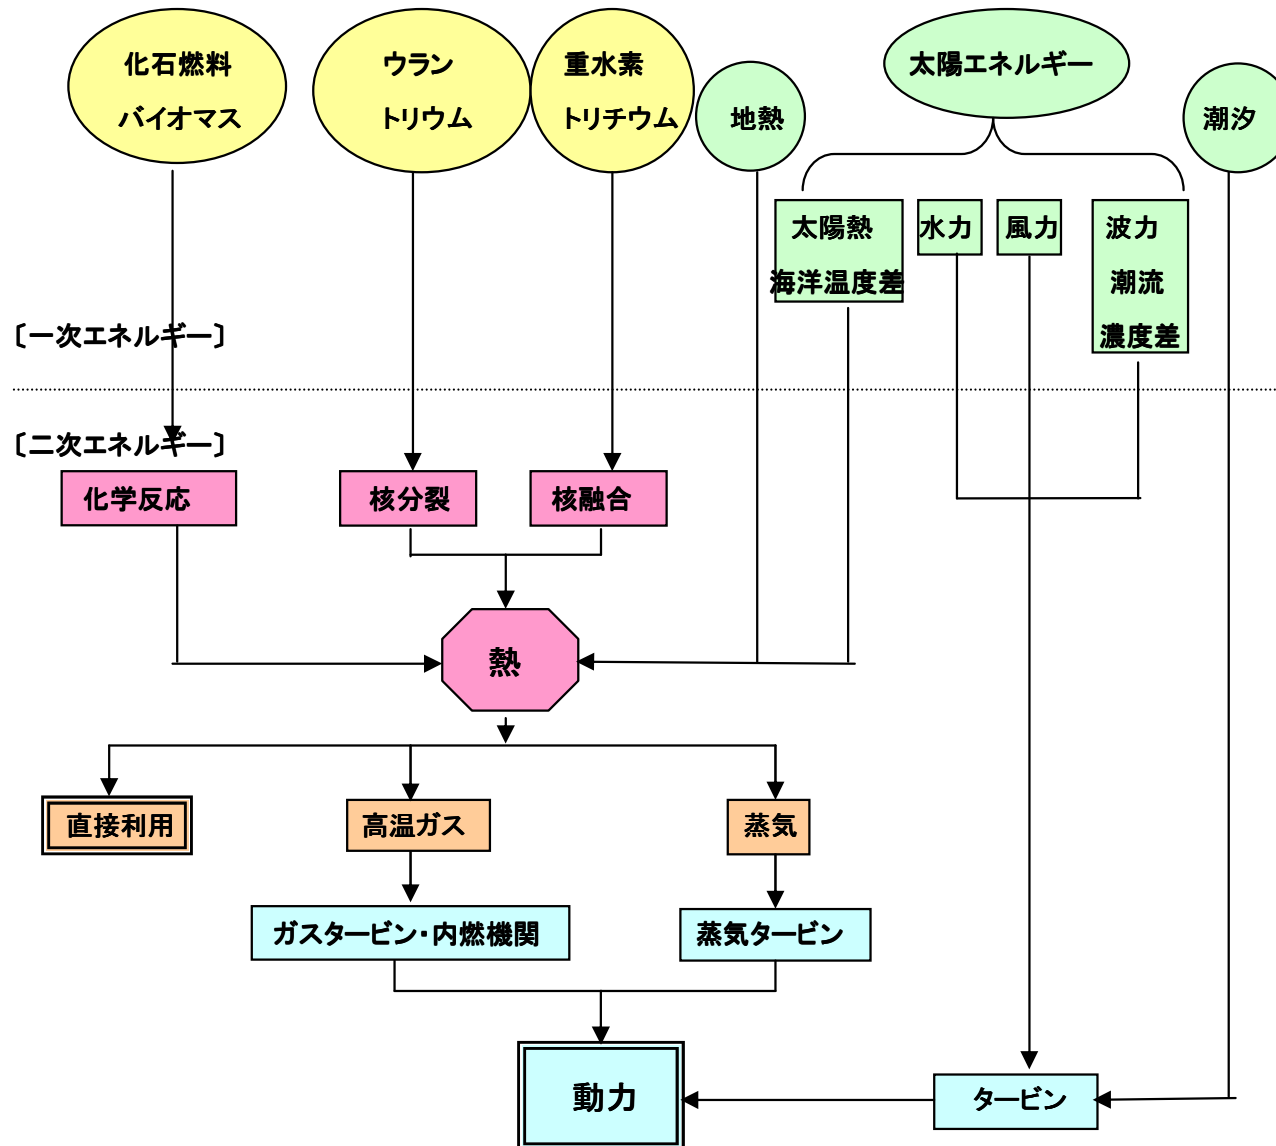 化石燃料
バイオマス
ウラン
トリウム
重水素
トリチウム
地熱
太陽エネルギー
潮汐
太陽熱
海洋温度差
水力
風力
波力
潮流
濃度差
〔一次エネルギー〕
〔二次エネルギー〕
化学反応
核分裂
核融合
熱
直接利用
高温ガス
蒸気
ガスタービン・内燃機関
蒸気タービン
動力
タービン